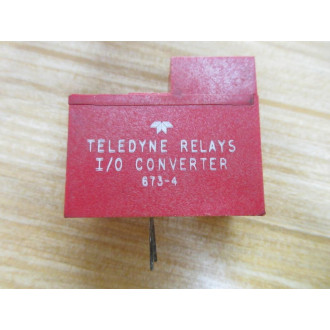 TELEDYNE RELAYS
I/O CONVERTER
673-4